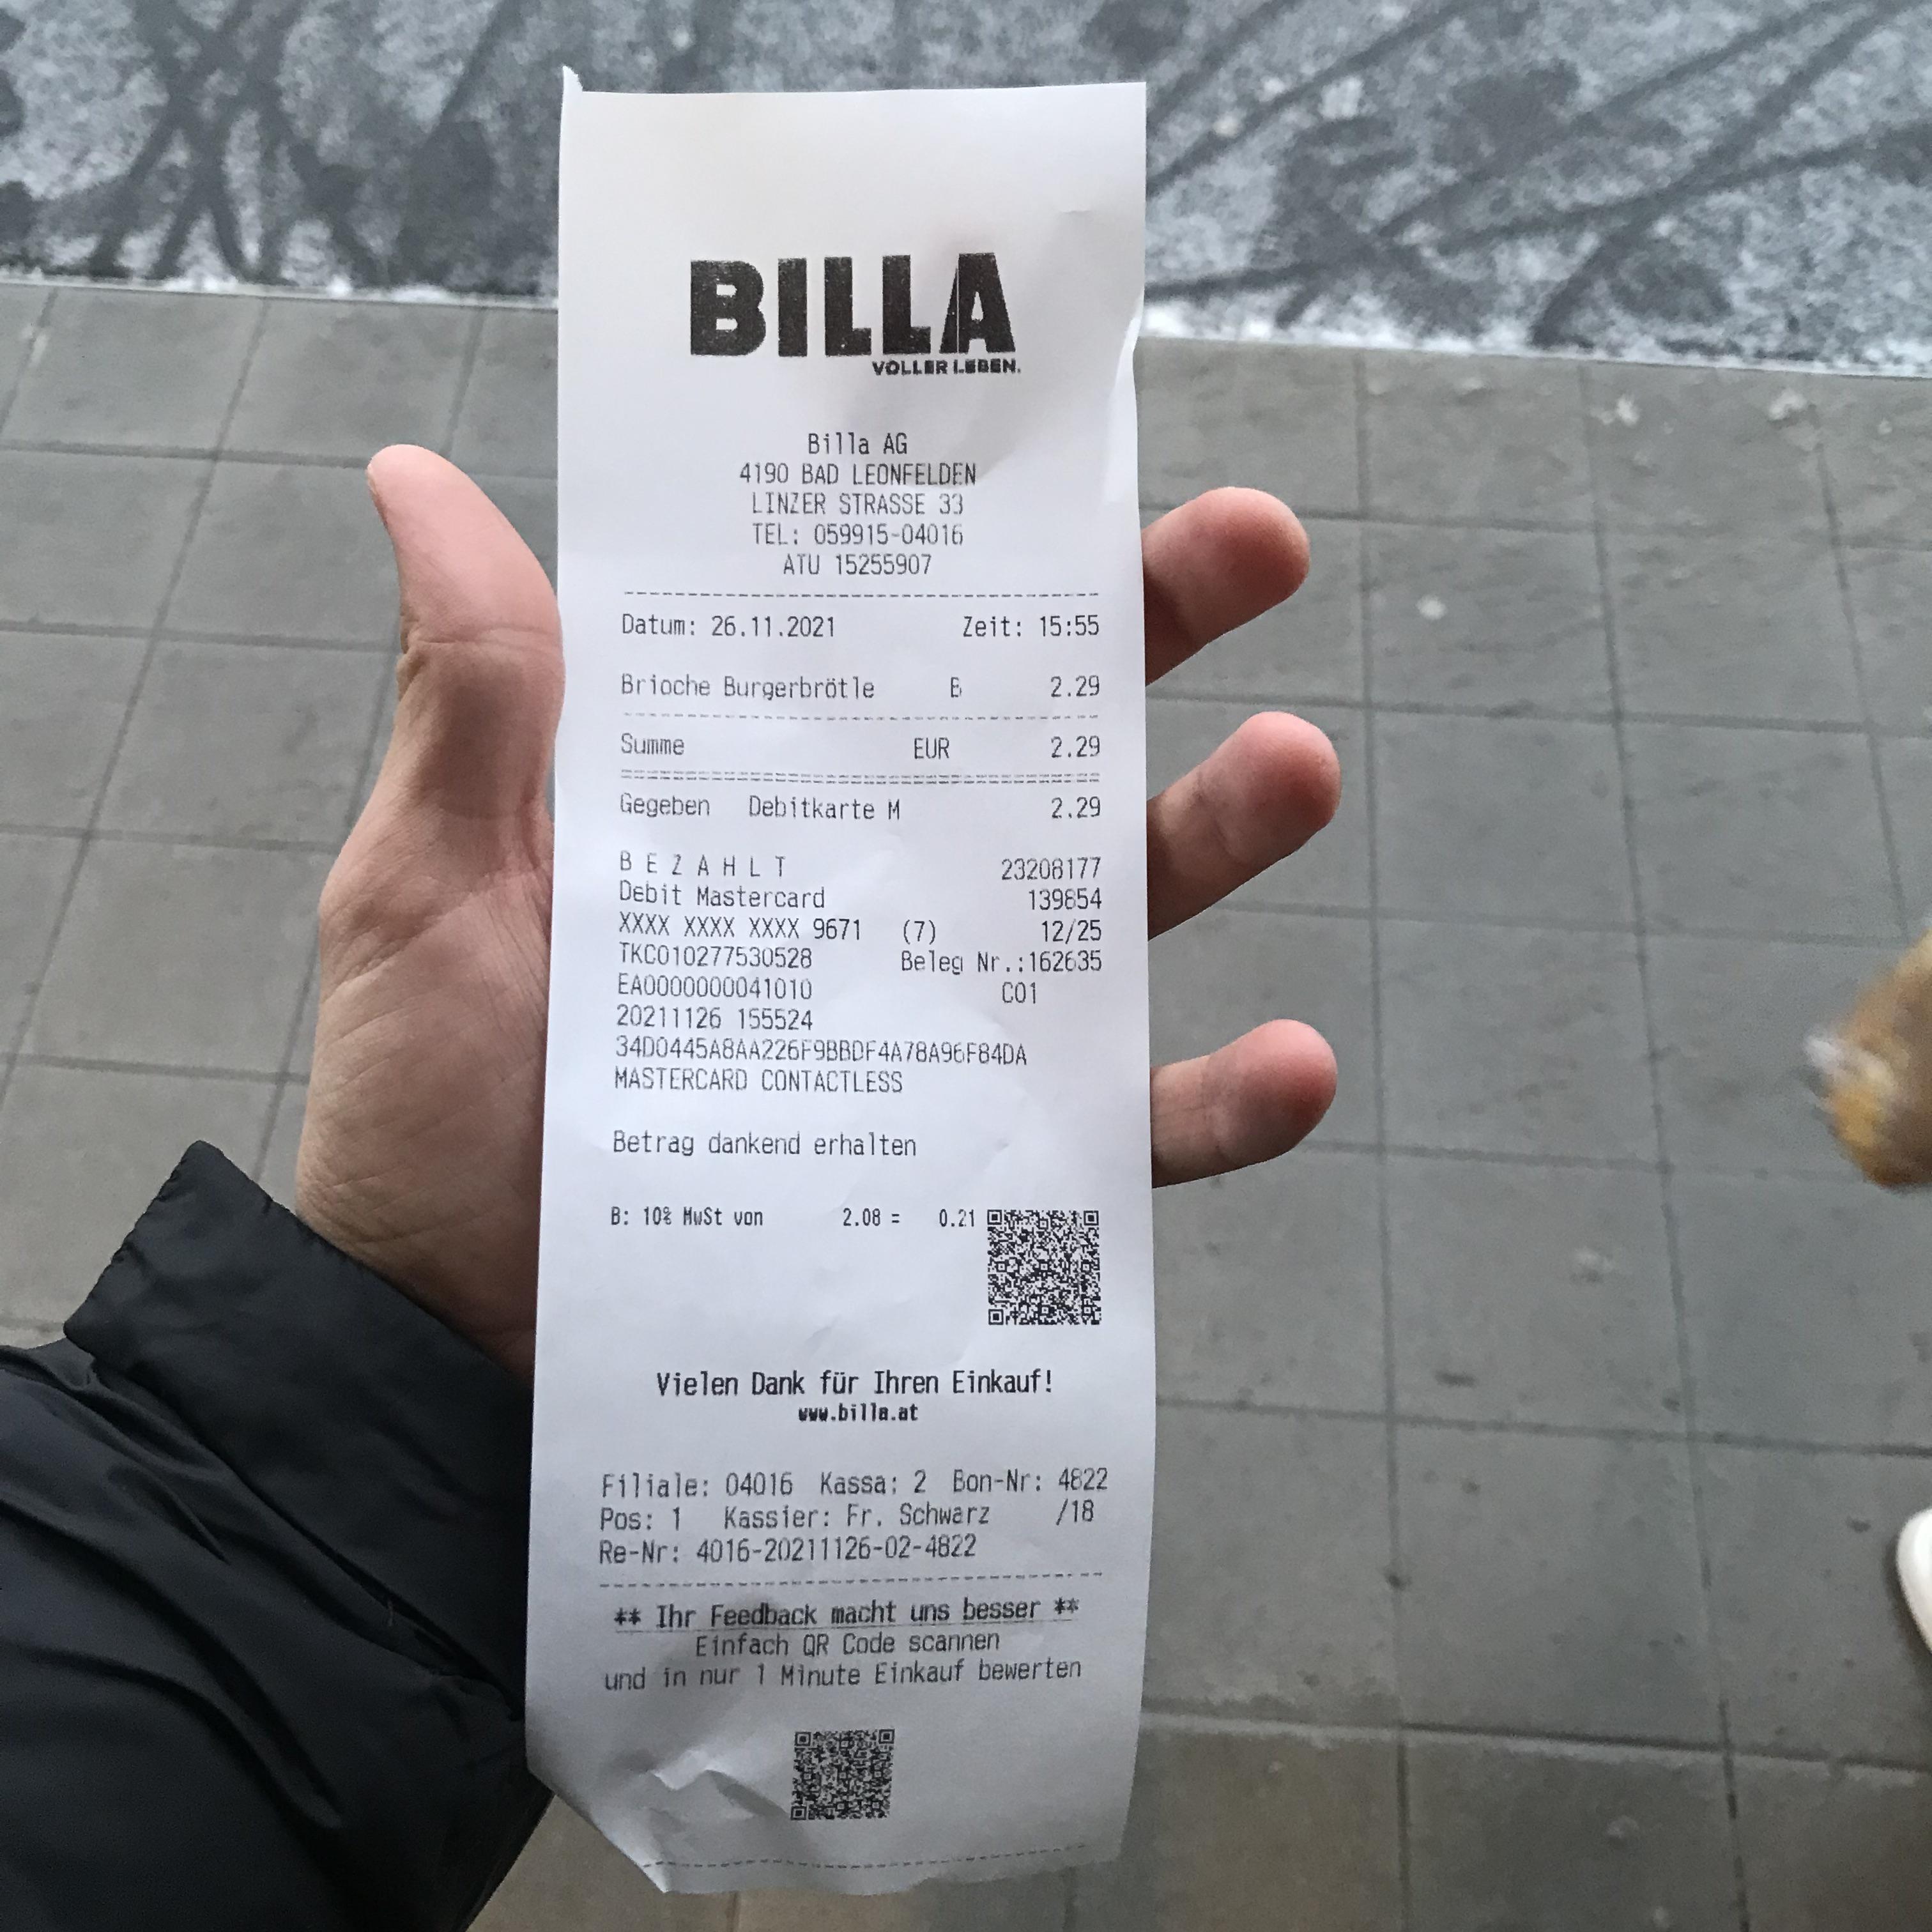 BILLA
VOLLER LEBEN.
Billa AG
4190 BAD LEONFELDEN
LINZER STRASSE 33
TEL: 059915-04016
ATU 15255907
Datum: 26.11.2021 Zeit: 15:55
Brioche Burgerbrötle B 2.29
Summe EUR 2.29
Gegeben Debitkarte M 2.29
B E Z A H L T 23208177
Debit Mastercard 139854
XXXX XXXX XXXX 9671 (7) 12/25
TKC010277530528 Beleg Nr.:162635
EA0000000041010 C01
20211126 155524
34D0445A8AA226F9BBDF4A78A96F84DA
MASTERCARD CONTACTLESS
Betrag dankend erhalten
B: 10% MwSt von 2.08 = 0.21
Vielen Dank für Ihren Einkauf!
www.billa.at
Filiale: 04016 Kassa: 2 Bon-Nr: 4822
Pos: 1 Kassier: Fr. Schwarz /18
Re-Nr: 4016-20211126-02-4822
** Ihr Feedback macht uns besser **
Einfach QR Code scannen
und in nur 1 Minute Einkauf bewerten